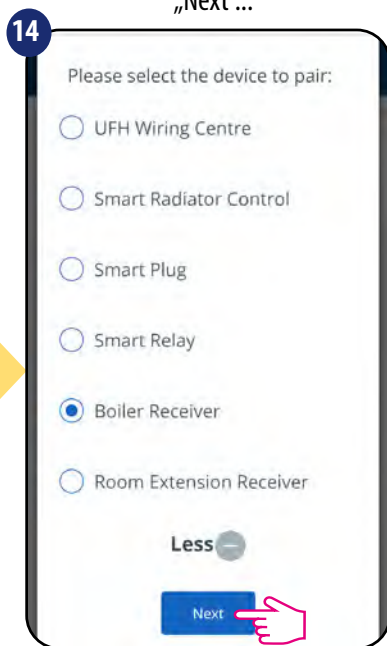 „Next"...
14
Please select the device to pair:
UFH Wiring Centre
Smart Radiator Control
Smart Plug
Smart Relay
Boiler Receiver
Room Extension Receiver
Less
Next